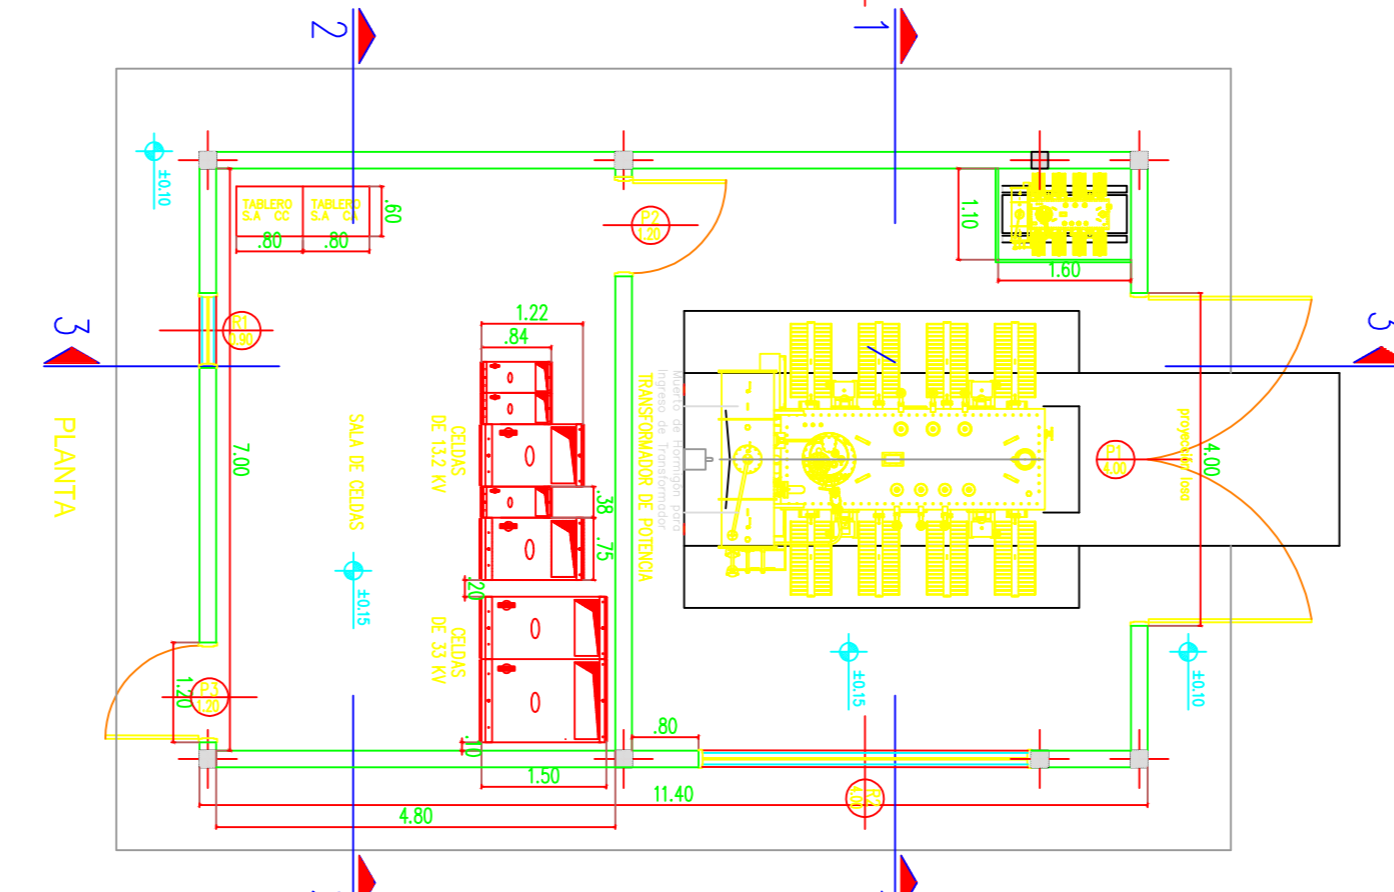 2
1
±0.10
TABLERO
S.A CC
TABLERO
S.A CA
.60
.80
.80
P2
1.20
1.10
1.60
3
R1
0.90
1.22
.84
PLANTA
7.00
SALA DE CELDAS
CELDAS
DE 13,2 KV
.38
.75
.20
TRANSFORMADOR DE POTENCIA
Muerto de Hormigón para
Ingreso de Transformador
P1
4.00
4.00
proyección losa
±0.15
CELDAS
DE 33 KV
±0.15
±0.10
1.20
P3
1.20
.10
.80
1.50
11.40
R2
4.00
4.80